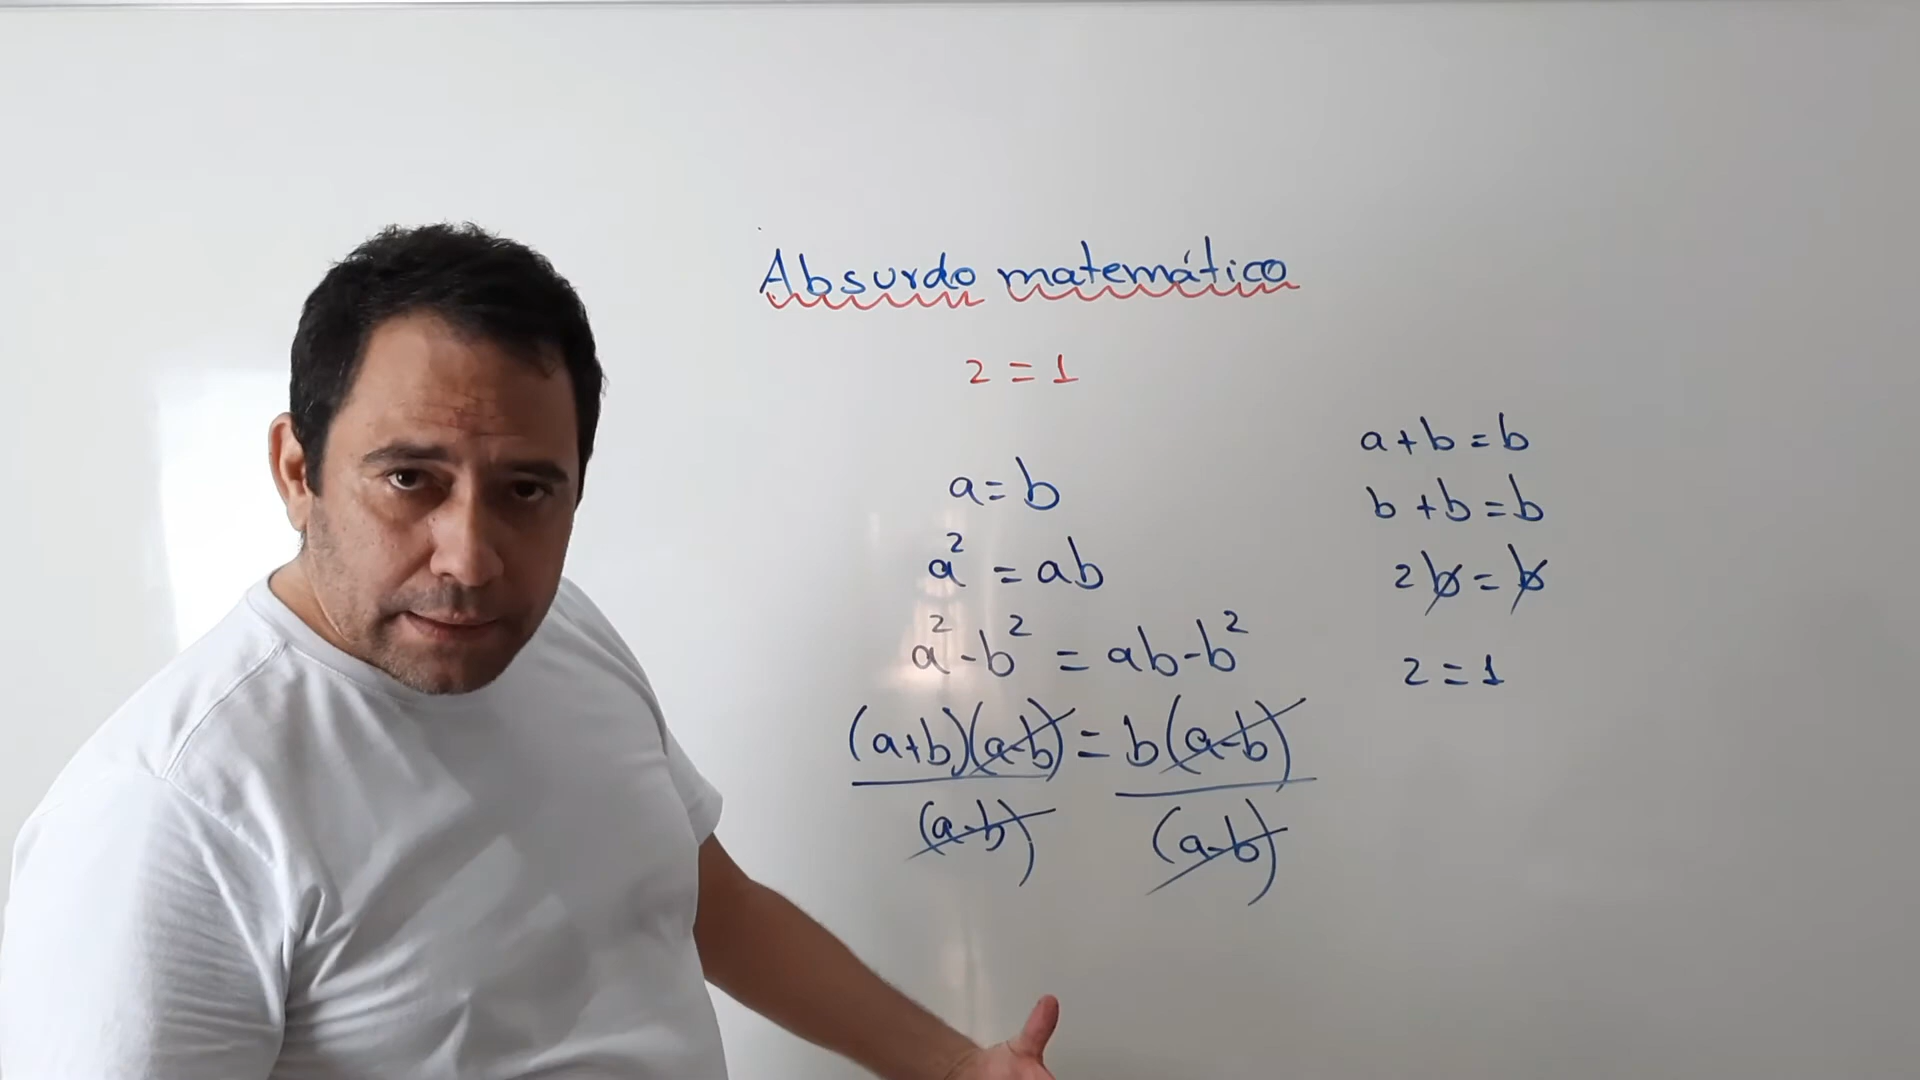 Absurdo matemático
2 = 1
a = b
a² = ab
a² - b² = ab - b²
(a+b)(a-b) = b(a-b)
(a-b) (a-b)
a + b = b
b + b = b
2b = b
2 = 1